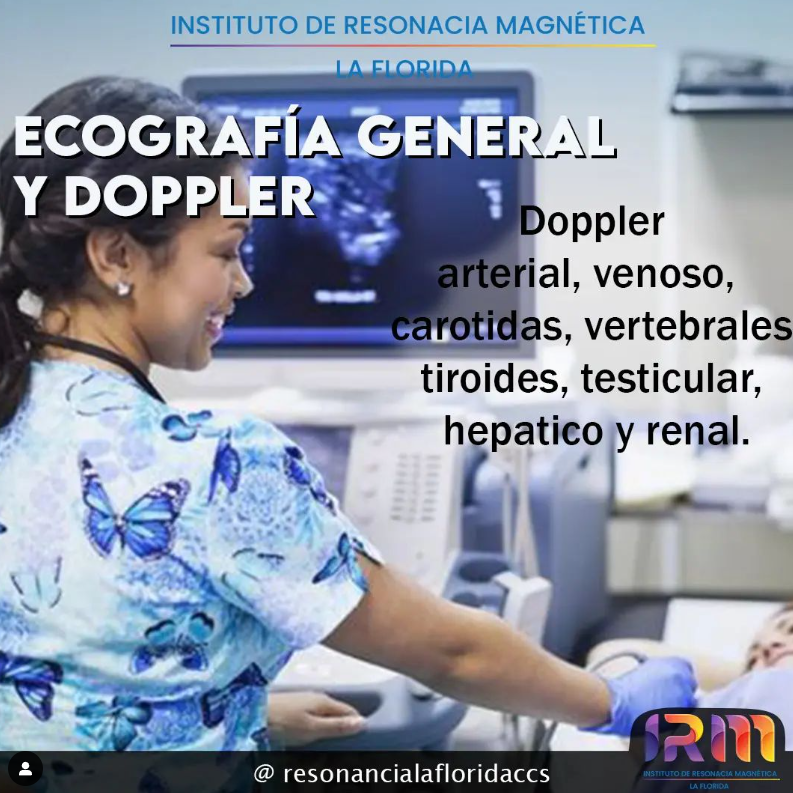 INSTITUTO DE RESONACIA MAGNÉTICA
LA FLORIDA
ECOGRAFÍA GENERAL
Y DOPPLER
Doppler
arterial, venoso,
carotidas, vertebrales
tiroides, testicular,
hepatico y renal.
IRM
INSTITUTO DE RESONACIA MAGNÉTICA
LA FLORIDA
@ resonancialafloridaccs